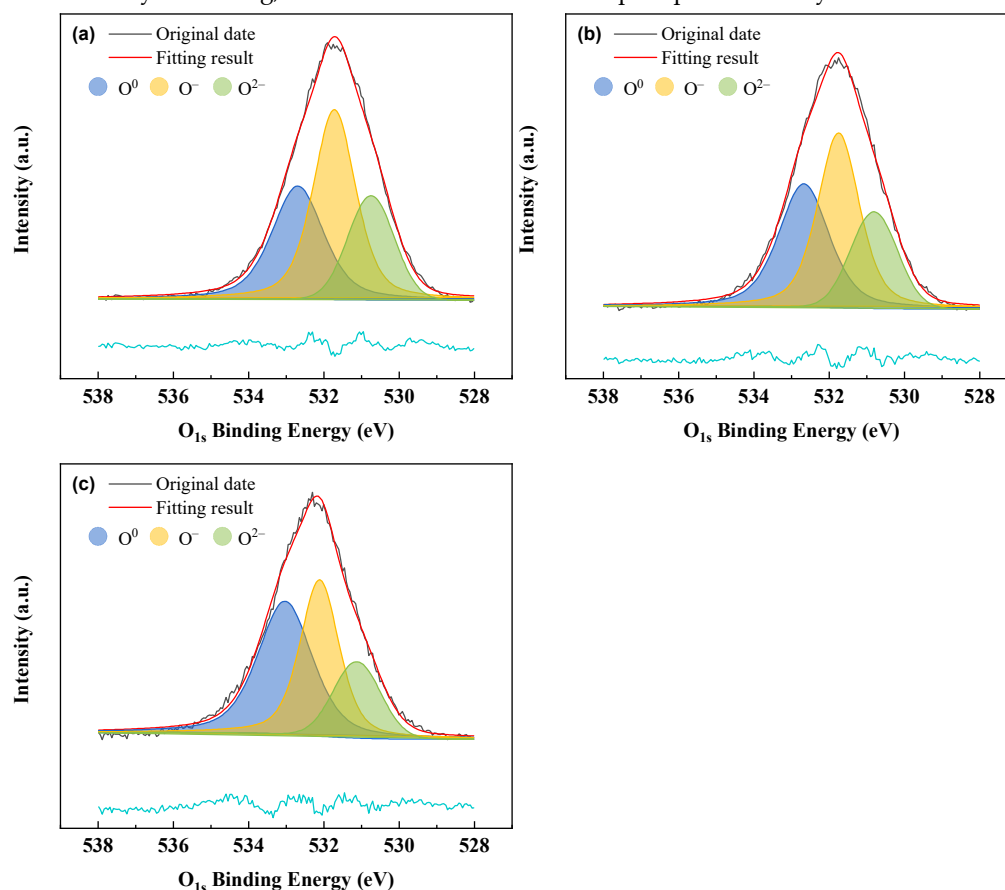 (a) Original date
Fitting result
O⁰ O⁻ O²⁻
Intensity (a.u.)
538 536 534 532 530 528
O₁ₛ Binding Energy (eV)
(b) Original date
Fitting result
O⁰ O⁻ O²⁻
Intensity (a.u.)
538 536 534 532 530 528
O₁ₛ Binding Energy (eV)
(c) Original date
Fitting result
O⁰ O⁻ O²⁻
Intensity (a.u.)
538 536 534 532 530 528
O₁ₛ Binding Energy (eV)